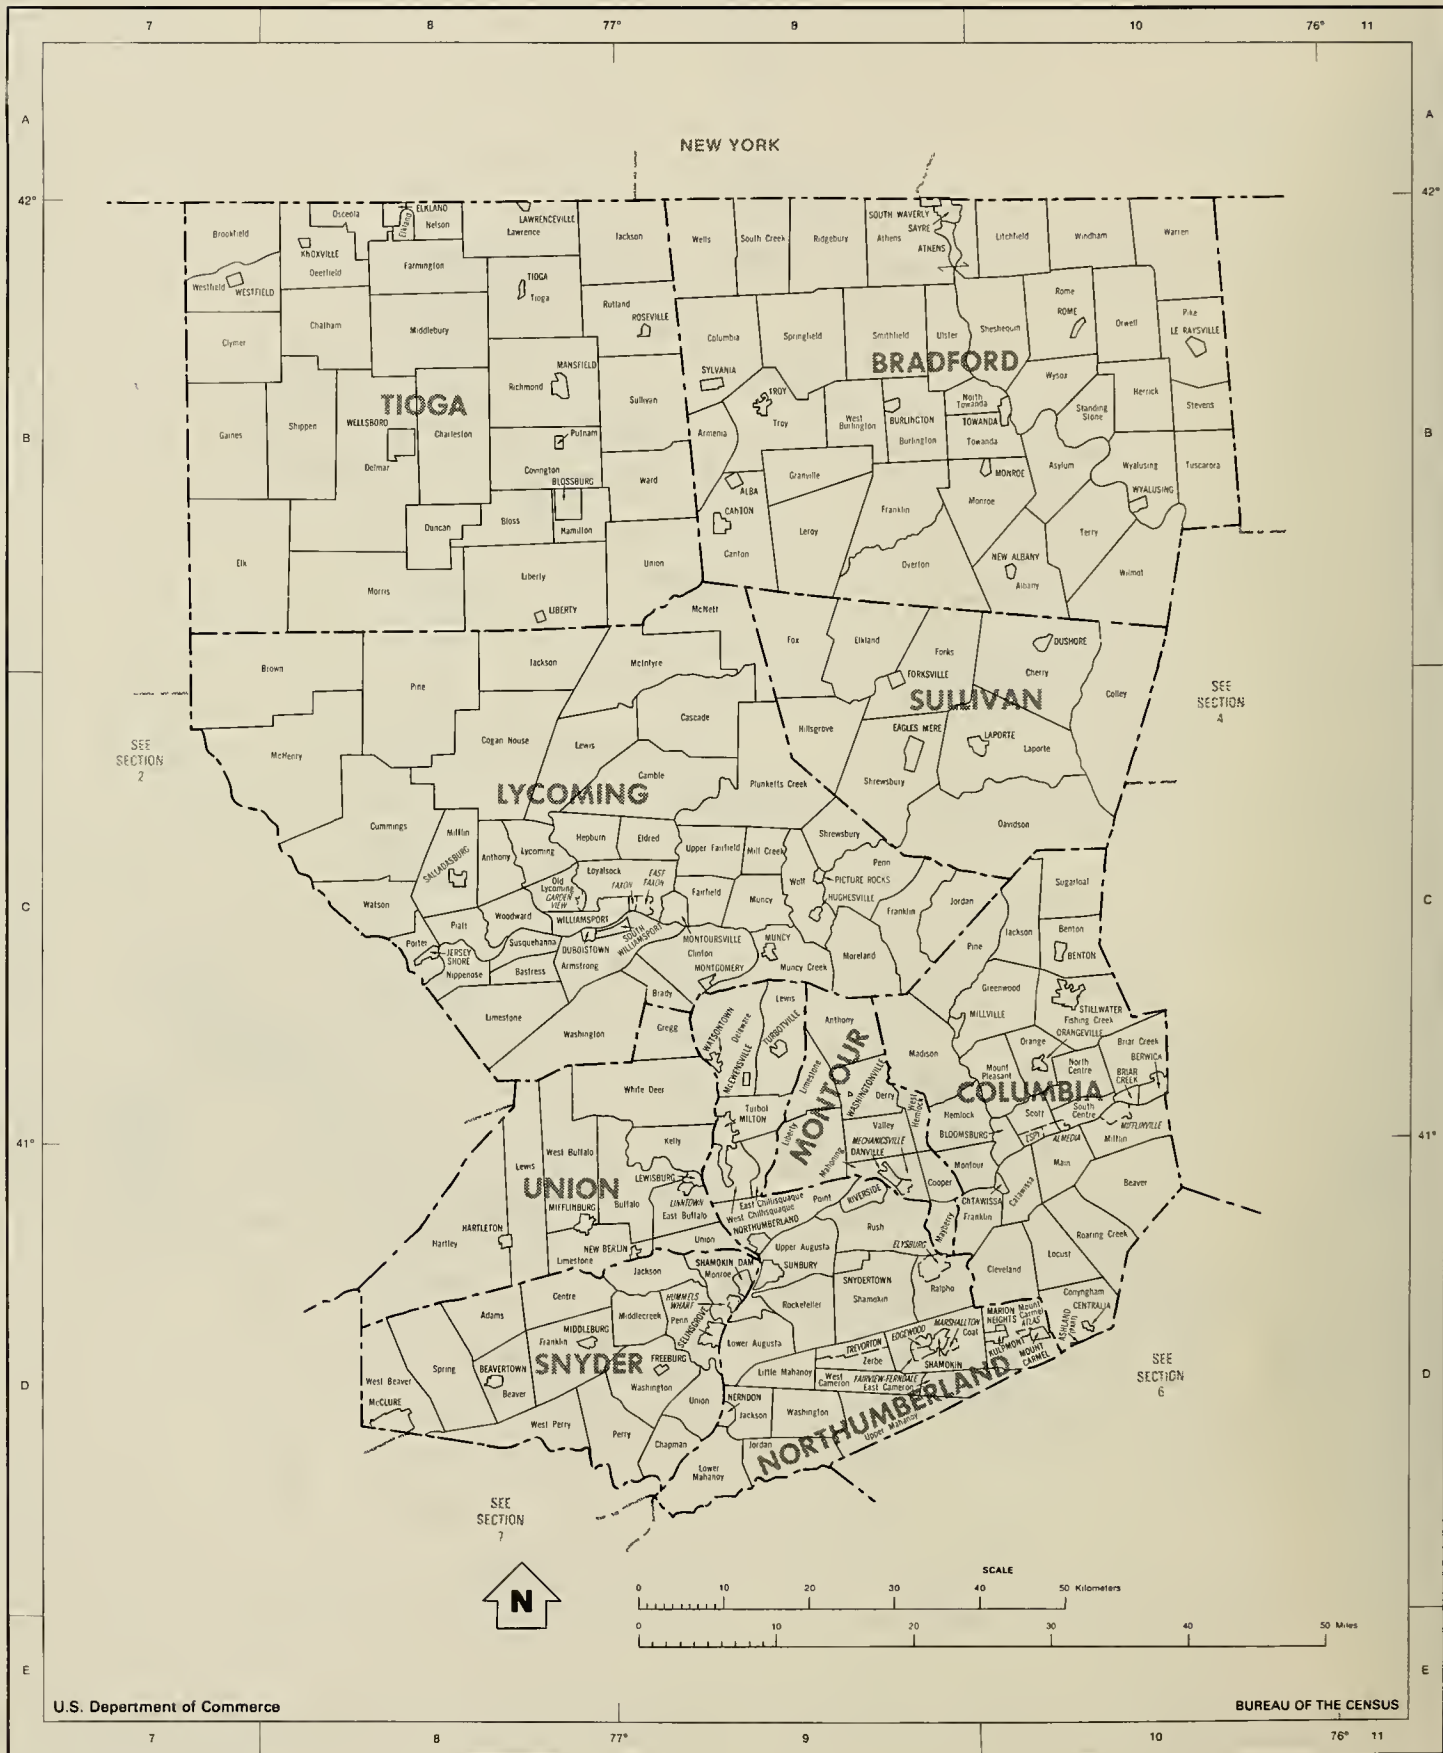 7 8 77° 9 10 76° 11
A A
NEW YORK
42° 42°
Brookfield
Osceola
ELKLAND
Elkland
Nelson
LAWRENCEVILLE
Lawrence
Jackson
KNOXVILLE
Deerfield
Farmington
Westfield
WESTFIELD
TIOGA
Tioga
Rutland
ROSEVILLE
Chatham
Middlebury
Clymer
MANSFIELD
Richmond
TIOGA
Sullivan
Gaines
Shippen
WELLSBORO
Charleston
Putnam
Delmar
Covington
BLOSSBURG
Ward
Duncan
Bloss
Hamilton
Elk
Morris
Liberty
LIBERTY
Union
Wells
South Creek
Ridgebury
SOUTH WAVERLY
SAYRE
Athens
ATHENS
Litchfield
Windham
Warren
Columbia
Springfield
Smithfield
Ulster
Sheshequin
Rome
ROME
Orwell
Pike
LE RAYSVILLE
BRADFORD
SYLVANIA
TROY
Troy
Armenia
West
Burlington
BURLINGTON
Burlington
North
Towanda
TOWANDA
Towanda
Wysox
Standing
Stone
Herrick
Stevens
B B
ALBA
CANTON
Canton
Granville
Leroy
Franklin
MONROE
Monroe
Asylum
Wyalusing
WYALUSING
Tuscarora
Overton
NEW ALBANY
Albany
Terry
Wilmot
McNett
Fox
Elkland
Forks
DUSHORE
Cherry
Colley
FORKSVILLE
SULLIVAN
Hillsgrove
EAGLES MERE
LAPORTE
Laporte
Shrewsbury
Davidson
SEE
SECTION
4
Brown
Pine
Jackson
McIntyre
Cascade
Cogan House
Lewis
McHenry
Gamble
Plunketts Creek
LYCOMING
SEE
SECTION
2
Cummings
Mifflin
SALLADASBURG
Anthony
Lycoming
Hepburn
Eldred
Upper Fairfield
Mill Creek
Shrewsbury
Penn
PICTURE ROCKS
HUGHESVILLE
Wolf
Loyalsock
Old
Lycoming
GARDEN
VIEW
FAXON
EAST
FAXON
Fairfield
Muncy
Franklin
Jordan
C C
Watson
Piatt
Woodward
WILLIAMSPORT
SOUTH
WILLIAMSPORT
MONTOURSVILLE
Clinton
MUNCY
Muncy Creek
Moreland
Porter
JERSEY
SHORE
Nippenose
Susquehanna
DUBOISTOWN
Bastress
Armstrong
MONTGOMERY
Brady
Limestone
Washington
Sugarloaf
Jackson
Benton
BENTON
Pine
Greenwood
STILLWATER
Fishing Creek
MILLVILLE
ORANGEVILLE
Orange
Madison
Mount
Pleasant
North
Centre
Briar Creek
BERWICK
BRIAR
CREEK
COLUMBIA
Hemlock
BLOOMSBURG
Scott
South
Centre
ESPY
ALMEDIA
MIFFLINVILLE
Mifflin
Main
Beaver
Montour
CATAWISSA
Catawissa
Franklin
Roaring Creek
Cleveland
Locust
Conyngham
CENTRALIA
ASHLAND
(PART)
Gregg
White Deer
WATSONTOWN
Delaware
Lewis
TURBOTVILLE
McEWENSVILLE
Anthony
Limestone
MONTOUR
WASHINGTONVILLE
Derry
West
Hemlock
Turbot
MILTON
Liberty
Valley
MECHANICSVILLE
DANVILLE
Mahoning
Cooper
Mayberry
41° 41°
Kelly
Lewis
West Buffalo
LEWISBURG
LINNTOWN
UNION
MIFFLINBURG
Buffalo
East Buffalo
HARTLETON
Hartley
NEW BERLIN
Limestone
Union
East Chillisquaque
West Chillisquaque
Point
NORTHUMBERLAND
RIVERSIDE
Rush
ELYSBURG
Upper Augusta
SUNBURY
SNYDERTOWN
Shamokin
Ralpho
Rockefeller
Lower Augusta
SHAMOKIN DAM
Monroe
Jackson
HUMMELS
WHARF
Penn
SELINSGROVE
Adams
Centre
Middlecreek
MIDDLEBURG
Franklin
SNYDER
FREEBURG
Washington
BEAVERTOWN
Beaver
Spring
West Beaver
McCLURE
West Perry
Perry
Chapman
Union
D D
Little Mahanoy
TREVORTON
Zerbe
EDGEWOOD
MARSHALLTON
Coal
SHAMOKIN
MARION
HEIGHTS
Mount
Carmel
ATLAS
KULPMONT
MOUNT
CARMEL
West
Cameron
FAIRVIEW-FERNDALE
East Cameron
HERNDON
Jackson
Washington
Upper Mahanoy
NORTHUMBERLAND
Jordan
Lower
Mahanoy
SEE
SECTION
6
SEE
SECTION
7
N
SCALE
0 10 20 30 40 50 Kilometers
0 10 20 30 40 50 Miles
E E
U.S. Department of Commerce
BUREAU OF THE CENSUS
7 8 77° 9 10 76° 11